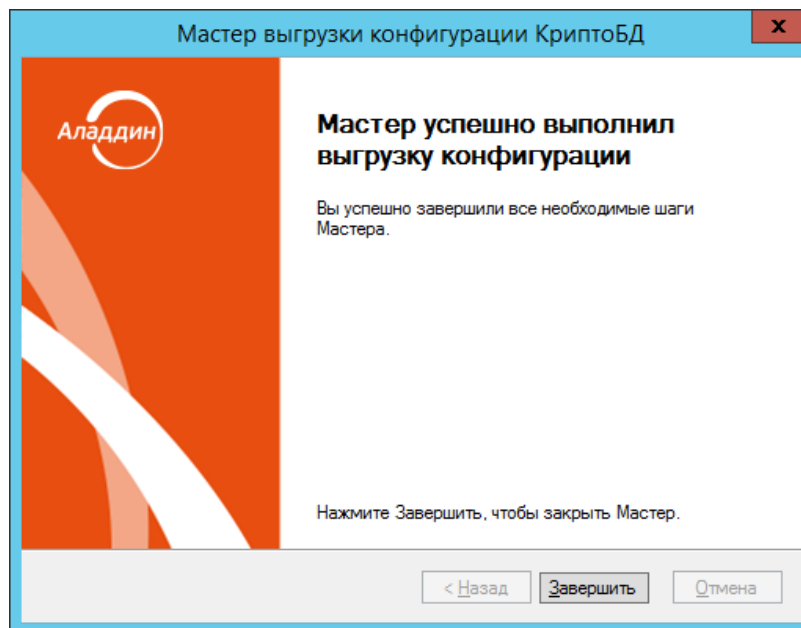 Мастер выгрузки конфигурации КриптоБД
x
Аладдин
Мастер успешно выполнил
выгрузку конфигурации
Вы успешно завершили все необходимые шаги
Мастера.
Нажмите Завершить, чтобы закрыть Мастер.
< Назад
Завершить
Отмена